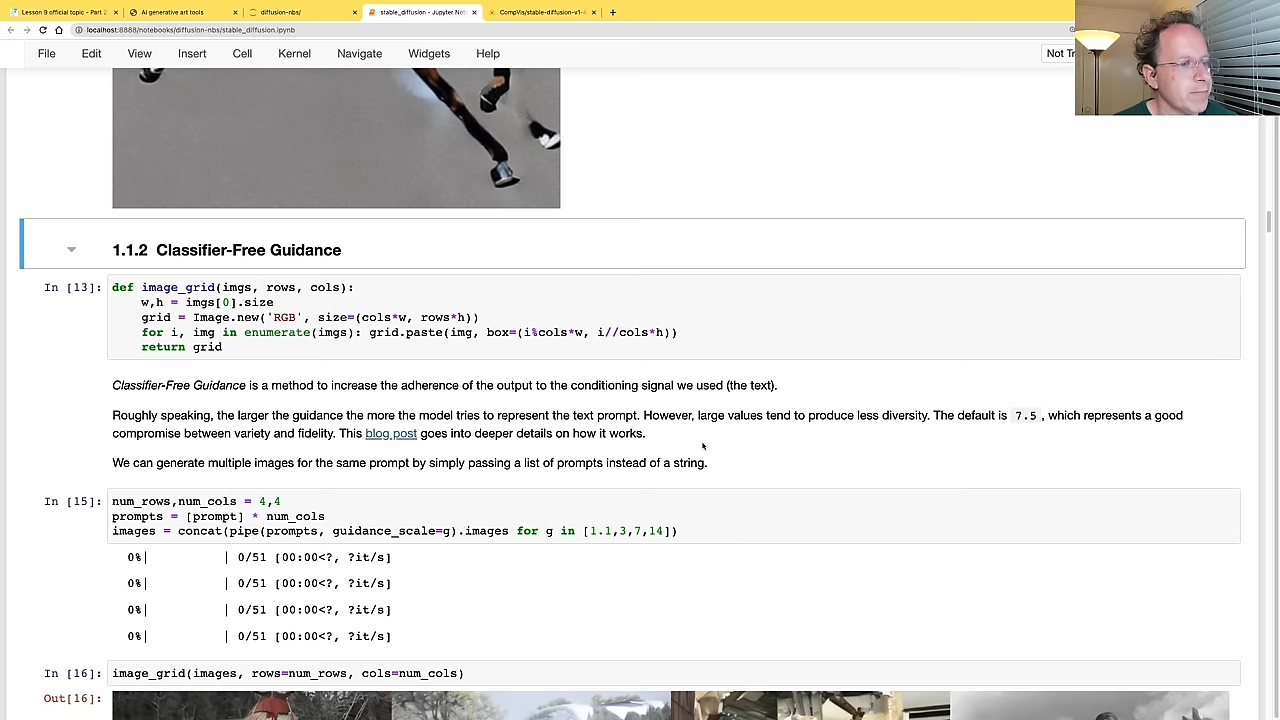 Lesson 9 official topic - Part 2
AI generative art tools
diffusion-nbs/
stable_diffusion - Jupyter Not
CompVis/stable-diffusion-v1-4
localhost:8888/notebooks/diffusion-nbs/stable_diffusion.ipynb
File Edit View Insert Cell Kernel Navigate Widgets Help Not Tr
1.1.2 Classifier-Free Guidance
In [13]: def image_grid(imgs, rows, cols):
w,h = imgs[0].size
grid = Image.new('RGB', size=(cols*w, rows*h))
for i, img in enumerate(imgs): grid.paste(img, box=(i%cols*w, i//cols*h))
return grid
Classifier-Free Guidance is a method to increase the adherence of the output to the conditioning signal we used (the text).
Roughly speaking, the larger the guidance the more the model tries to represent the text prompt. However, large values tend to produce less diversity. The default is 7.5, which represents a good
compromise between variety and fidelity. This blog post goes into deeper details on how it works.
We can generate multiple images for the same prompt by simply passing a list of prompts instead of a string.
In [15]: num_rows,num_cols = 4,4
prompts = [prompt] * num_cols
images = concat(pipe(prompts, guidance_scale=g).images for g in [1.1,3,7,14])
0%| | 0/51 [00:00<?, ?it/s]
0%| | 0/51 [00:00<?, ?it/s]
0%| | 0/51 [00:00<?, ?it/s]
0%| | 0/51 [00:00<?, ?it/s]
In [16]: image_grid(images, rows=num_rows, cols=num_cols)
Out[16]: